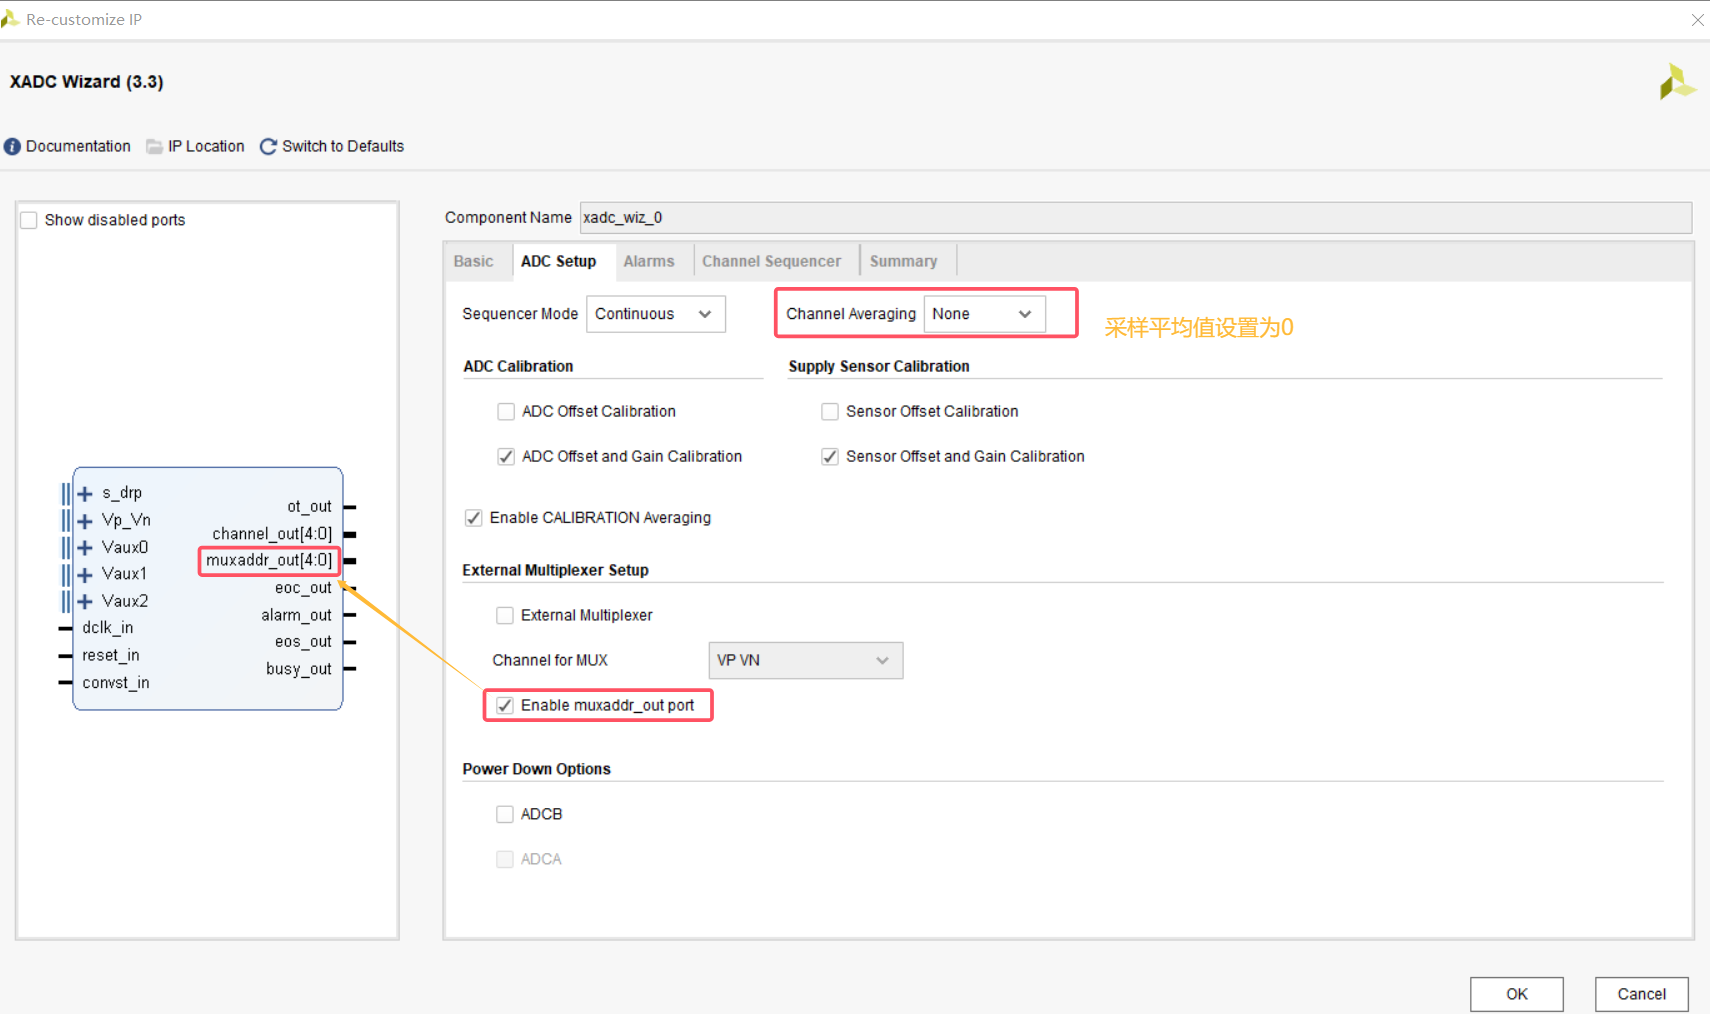 Re-customize IP
XADC Wizard (3.3)
Documentation IP Location Switch to Defaults
Show disabled ports
s_drp
Vp_Vn
Vaux0
Vaux1
Vaux2
dclk_in
reset_in
convst_in
ot_out
channel_out[4:0]
muxaddr_out[4:0]
eoc_out
alarm_out
eos_out
busy_out
Component Name xadc_wiz_0
Basic ADC Setup Alarms Channel Sequencer Summary
Sequencer Mode Continuous Channel Averaging None 采样平均值设置为0
ADC Calibration Supply Sensor Calibration
ADC Offset Calibration Sensor Offset Calibration
ADC Offset and Gain Calibration Sensor Offset and Gain Calibration
Enable CALIBRATION Averaging
External Multiplexer Setup
External Multiplexer
Channel for MUX VP VN
Enable muxaddr_out port
Power Down Options
ADCB
ADCA
OK Cancel